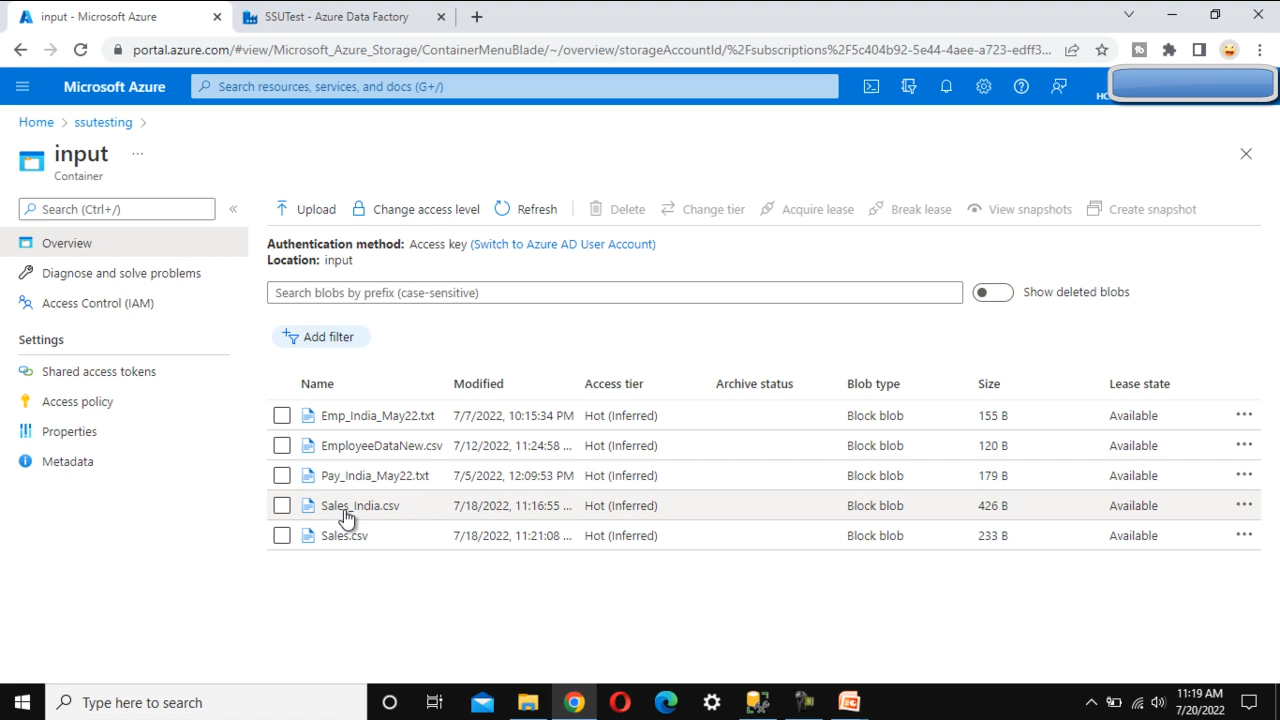 input - Microsoft Azure
SSUTest - Azure Data Factory
portal.azure.com/#view/Microsoft_Azure_Storage/ContainerMenuBlade/~/overview/storageAccountId/%2Fsubscriptions%2F5c404b92-5e44-4aee-a723-edff3...
Microsoft Azure
Search resources, services, and docs (G+/)
Home > ssutesting >
input ...
Container
Search (Ctrl+/)
Overview
Diagnose and solve problems
Access Control (IAM)
Settings
Shared access tokens
Access policy
Properties
Metadata
Upload Change access level Refresh Delete Change tier Acquire lease Break lease View snapshots Create snapshot
Authentication method: Access key (Switch to Azure AD User Account)
Location: input
Search blobs by prefix (case-sensitive)
Show deleted blobs
Add filter
Name Modified Access tier Archive status Blob type Size Lease state
Emp_India_May22.txt 7/7/2022, 10:15:34 PM Hot (Inferred) Block blob 155 B Available ...
EmployeeDataNew.csv 7/12/2022, 11:24:58 ... Hot (Inferred) Block blob 120 B Available ...
Pay_India_May22.txt 7/5/2022, 12:09:53 PM Hot (Inferred) Block blob 179 B Available ...
Sales_India.csv 7/18/2022, 11:16:55 ... Hot (Inferred) Block blob 426 B Available ...
Sales.csv 7/18/2022, 11:21:08 ... Hot (Inferred) Block blob 233 B Available ...
Type here to search
11:19 AM
7/20/2022